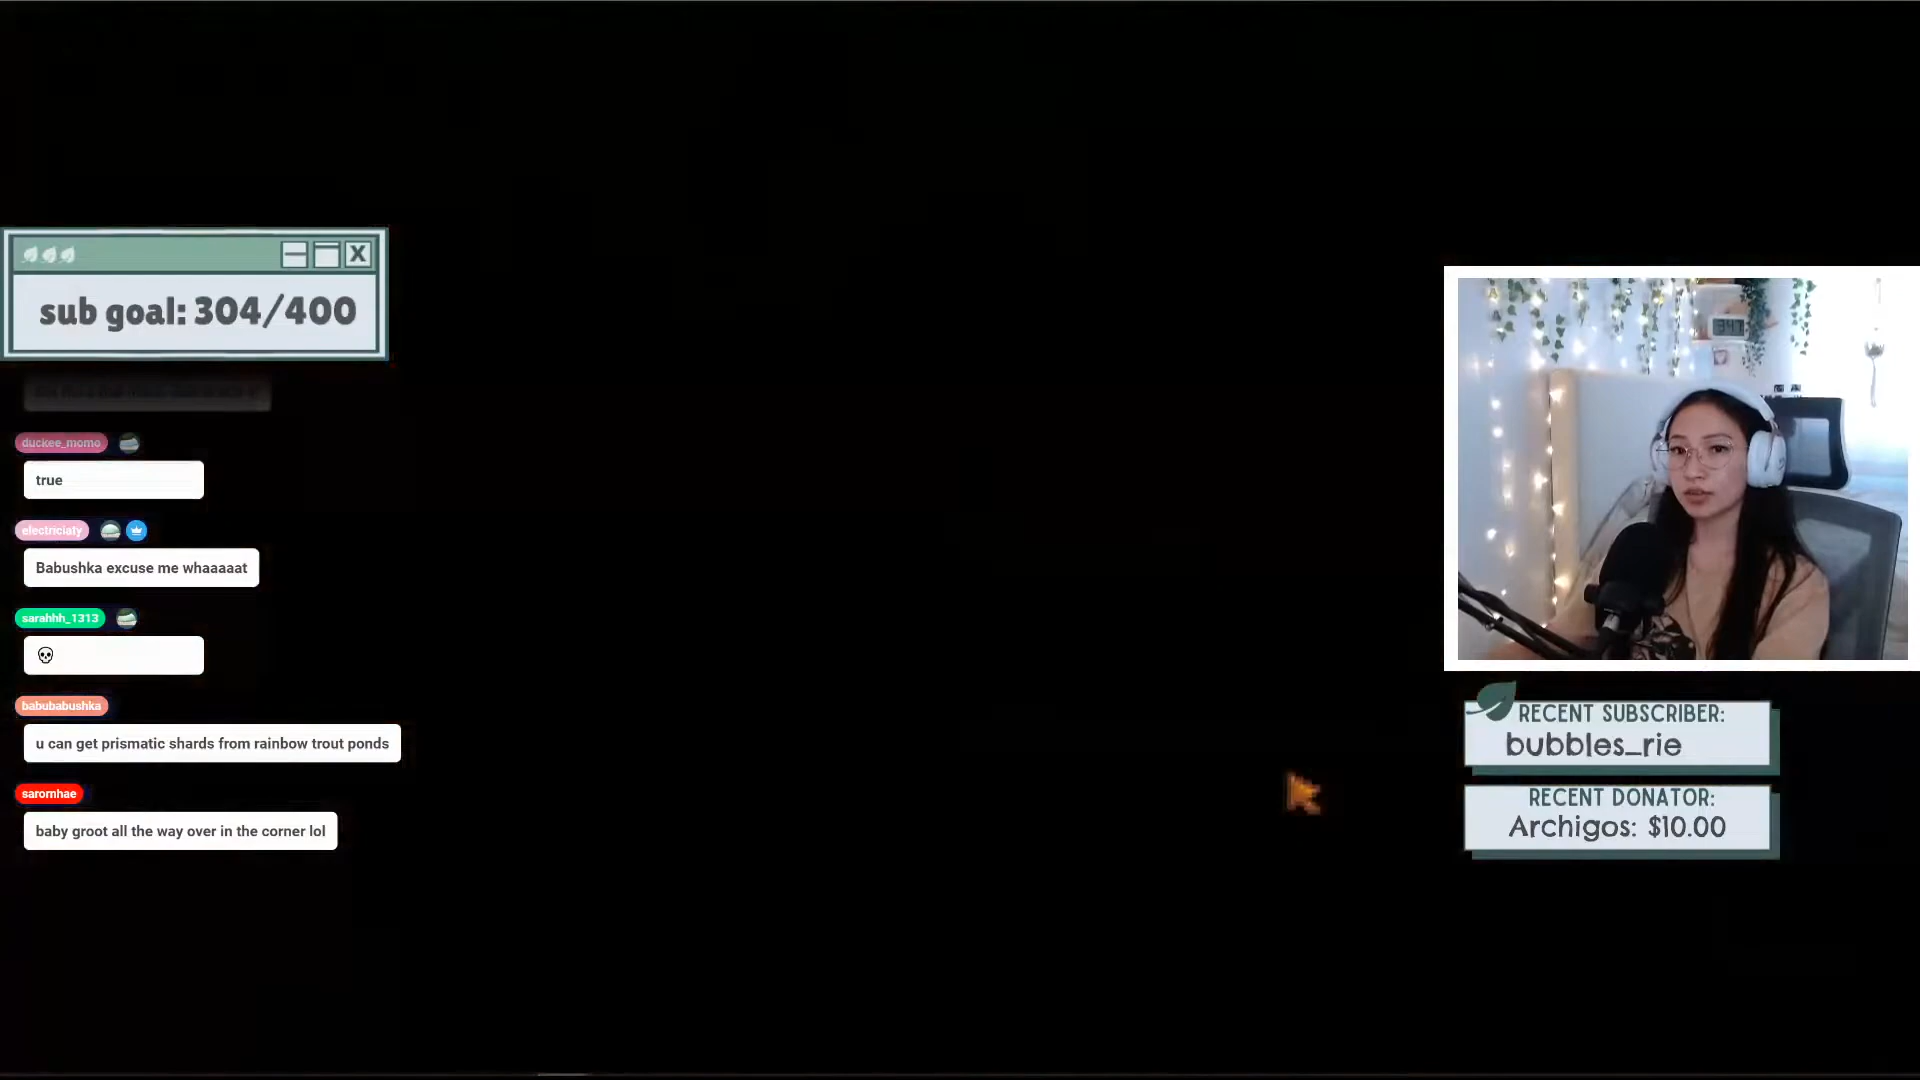 sub goal: 304/400
duckee_momo
true
electriciaty
Babushka excuse me whaaaaat
sarahhh_1313
babubabushka
u can get prismatic shards from rainbow trout ponds
saromhae
baby groot all the way over in the corner lol
RECENT SUBSCRIBER:
bubbles_rie
RECENT DONATOR:
Archigos: $10.00